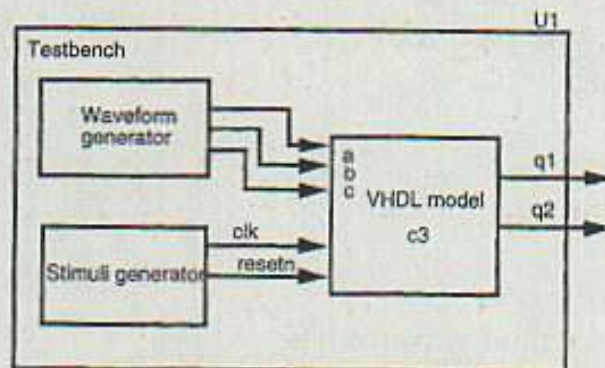 U1
Testbench
Waveform
generator
a
b
c
VHDL model
c3
q1
q2
clk
resetn
Stimuli generator